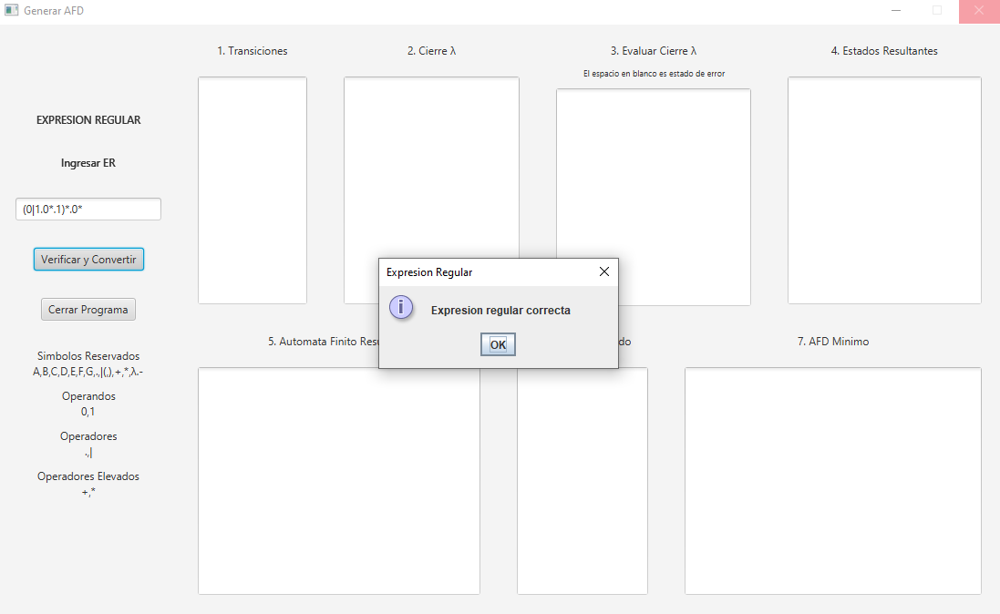 Generar AFD
1. Transiciones
2. Cierre λ
3. Evaluar Cierre λ
4. Estados Resultantes
El espacio en blanco es estado de error
EXPRESION REGULAR
Ingresar ER
(0|1.0*.1)*.0*
Verificar y Convertir
Cerrar Programa
Simbolos Reservados
A,B,C,D,E,F,G,.,|(,),+,*,λ.-
Operandos
0,1
Operadores
.,|
Operadores Elevados
+,*
Expresion Regular
Expresion regular correcta
OK
5. Automata Finito Resu
do
7. AFD Minimo